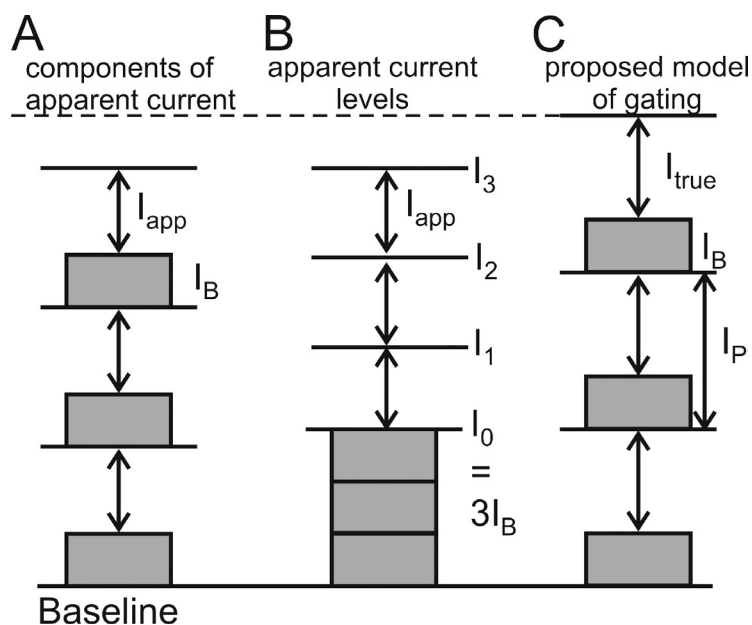 A
components of
apparent current
I_app
I_B
B
apparent current
levels
I_3
I_app
I_2
I_1
I_0
=
3I_B
C
proposed model
of gating
I_true
I_B
I_P
Baseline